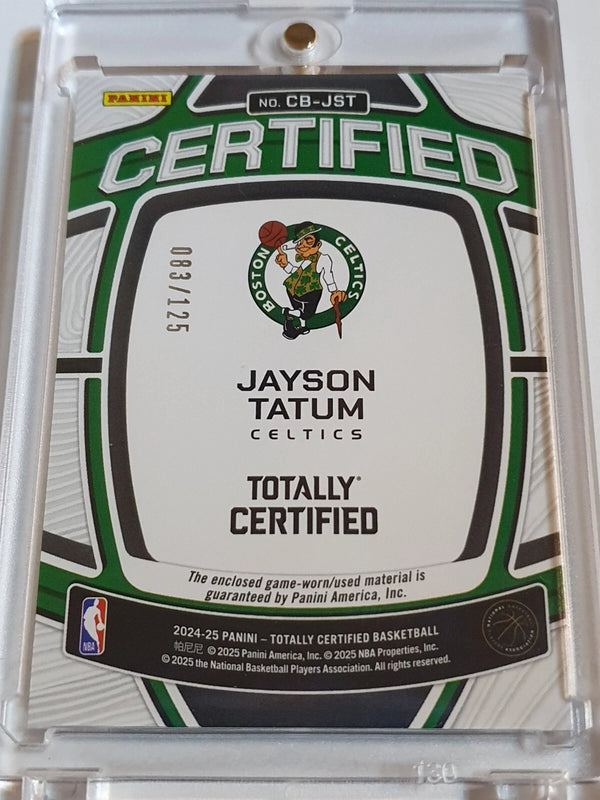 PANINI
NO. CB-JST
CERTIFIED
083/125
BOSTON CELTICS
JAYSON
TATUM
CELTICS
TOTALLY
CERTIFIED
The enclosed game-worn/used material is
guaranteed by Panini America, Inc.
NBA
2024-25 PANINI – TOTALLY CERTIFIED BASKETBALL
帕尼尼 © 2025 Panini America, Inc. © 2025 NBA Properties, Inc.
© 2025 the National Basketball Players Association. All rights reserved.
130